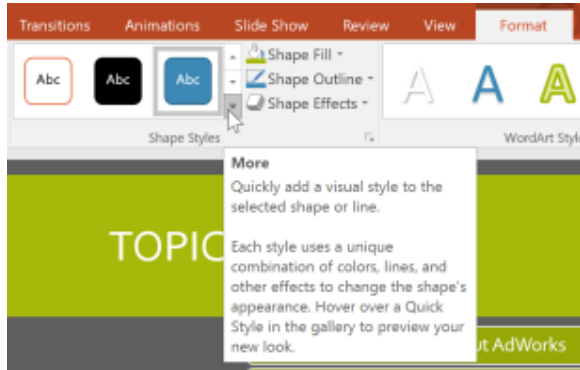 Transitions Animations Slide Show Review View Format
Abc Abc Abc
Shape Fill
Shape Outline
Shape Effects
A A A
Shape Styles
WordArt
More
Quickly add a visual style to the
selected shape or line.
Each style uses a unique
combination of colors, lines, and
other effects to change the shape's
appearance. Hover over a Quick
Style in the gallery to preview your
new look.
TOPIC
AdWorks